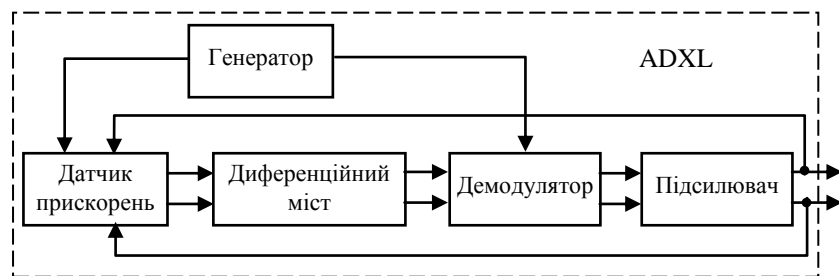 Генератор
ADXL
Датчик
прискорень
Диференційний
міст
Демодулятор
Підсилювач